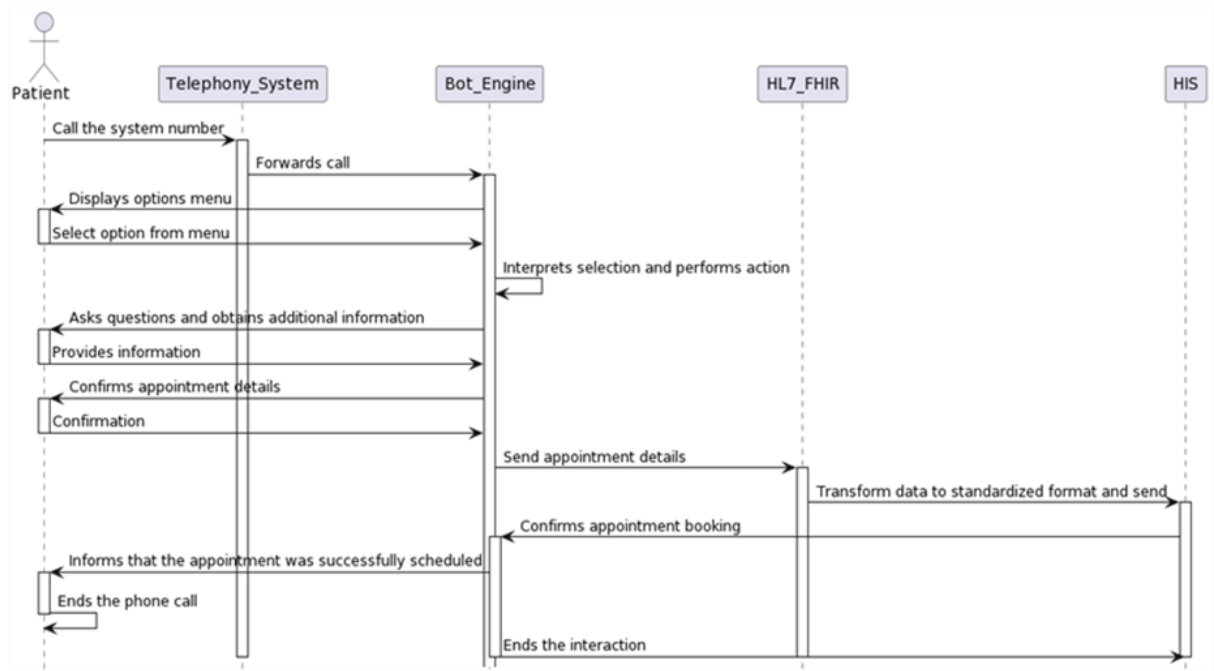 Patient
Telephony_System
Bot_Engine
HL7_FHIR
HIS
Call the system number
Forwards call
Displays options menu
Select option from menu
Interprets selection and performs action
Asks questions and obtains additional information
Provides information
Confirms appointment details
Confirmation
Send appointment details
Transform data to standardized format and send
Confirms appointment booking
Informs that the appointment was successfully scheduled
Ends the phone call
Ends the interaction